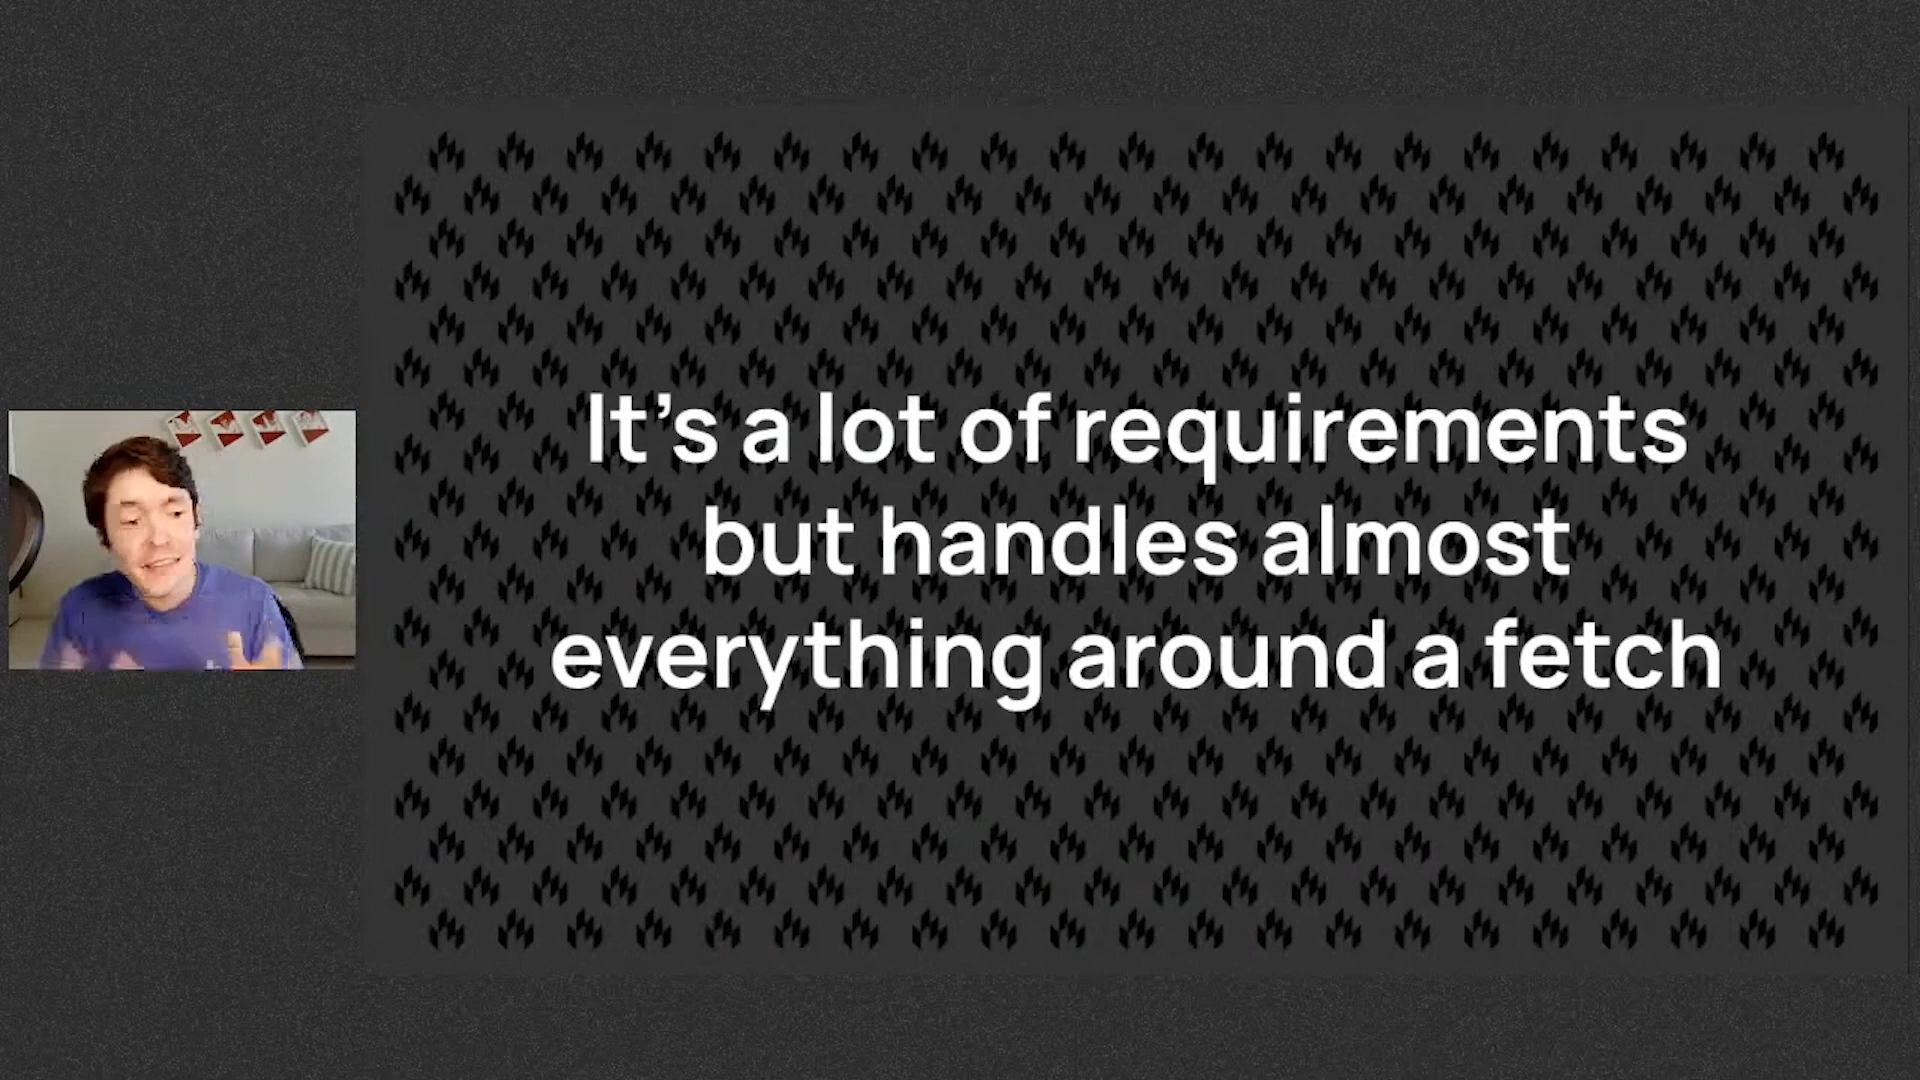 It’s a lot of requirements
but handles almost
everything around a fetch